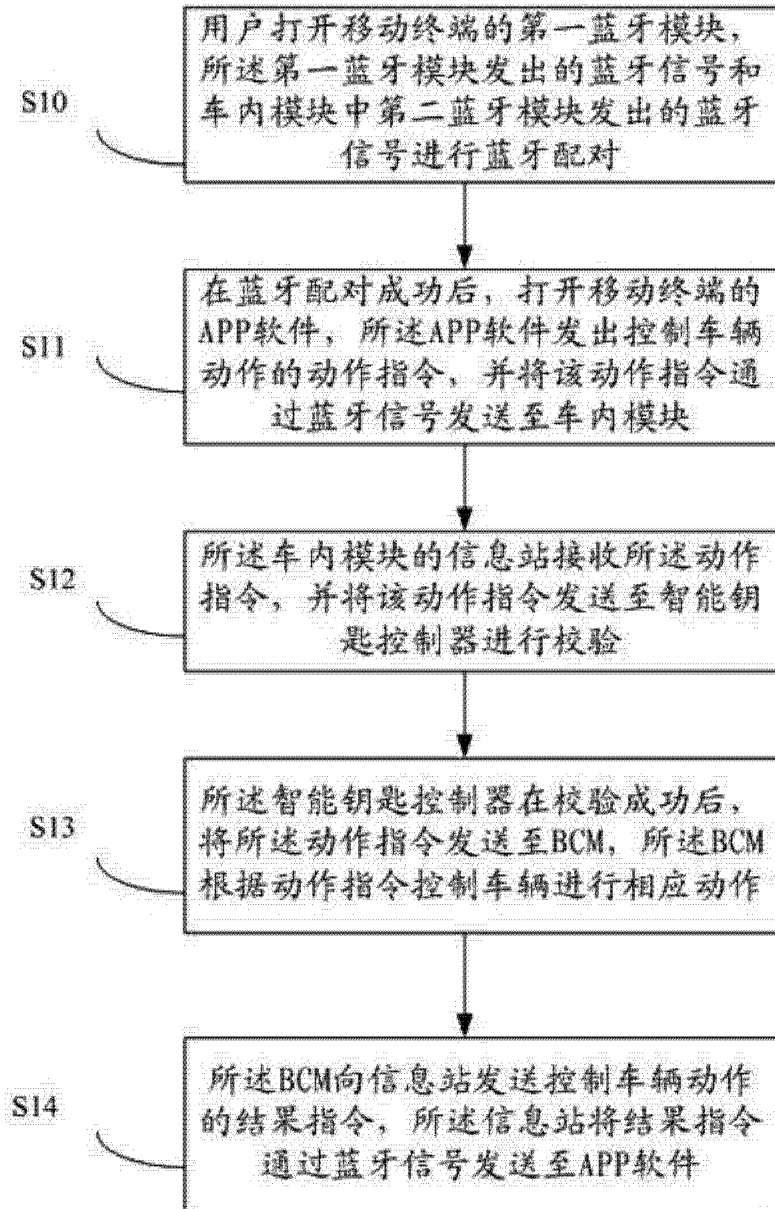 S10
用户打开移动终端的第一蓝牙模块，
所述第一蓝牙模块发出的蓝牙信号和
车内模块中第二蓝牙模块发出的蓝牙
信号进行蓝牙配对
S11
在蓝牙配对成功后，打开移动终端的
APP软件，所述APP软件发出控制车辆
动作的动作指令，并将该动作指令通
过蓝牙信号发送至车内模块
S12
所述车内模块的信息站接收所述动作
指令，并将该动作指令发送至智能钥
匙控制器进行校验
S13
所述智能钥匙控制器在校验成功后，
将所述动作指令发送至BCM，所述BCM
根据动作指令控制车辆进行相应动作
S14
所述BCM向信息站发送控制车辆动作
的结果指令，所述信息站将结果指令
通过蓝牙信号发送至APP软件